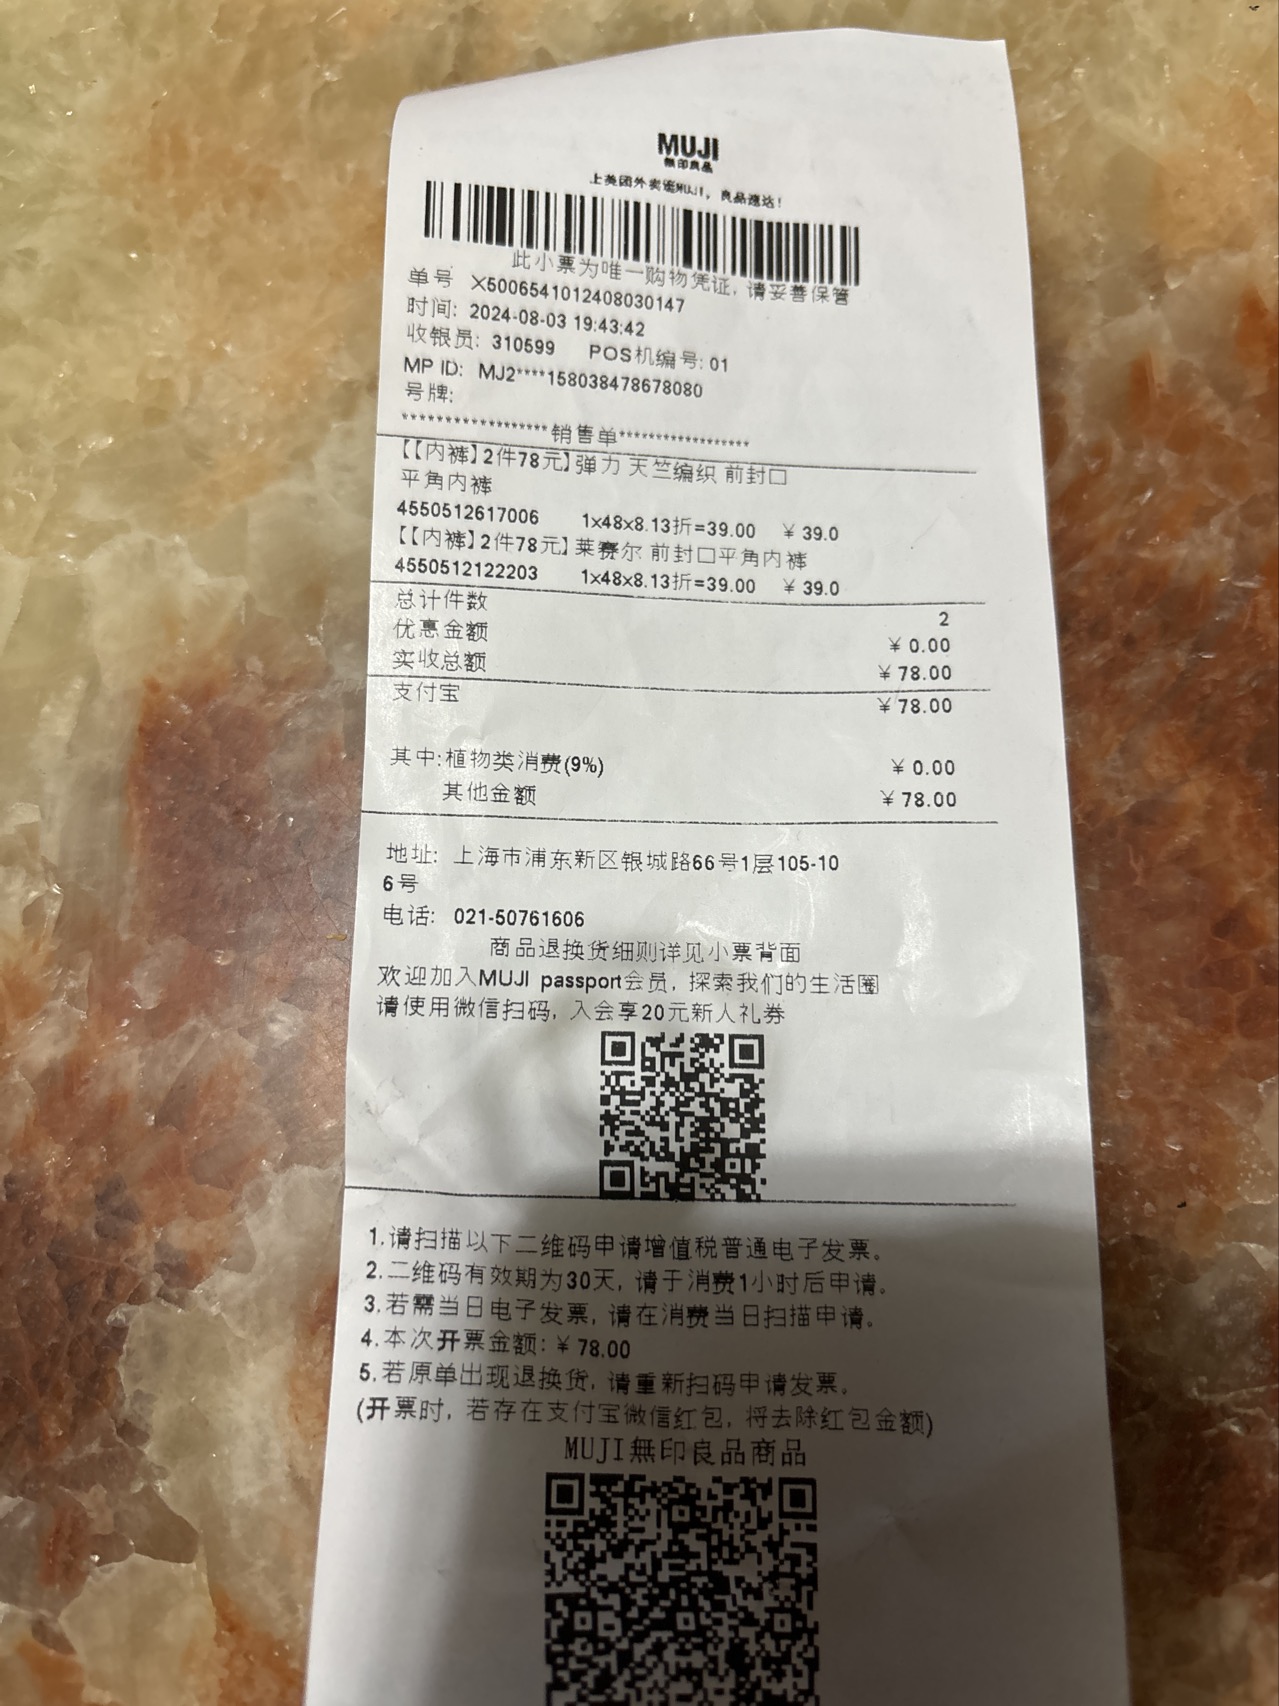 MUJI
無印良品
上美团外卖逛MUJI，良品速达！
此小票为唯一购物凭证，请妥善保管
单号 X5006541012408030147
时间: 2024-08-03 19:43:42
收银员: 310599 POS机编号: 01
MP ID: MJ2****158038478678080
号牌:
******************销售单******************
【【内裤】2件78元】弹力 天竺编织 前封口
平角内裤
4550512617006 1x48x8.13折=39.00 ¥ 39.0
【【内裤】2件78元】莱赛尔 前封口平角内裤
4550512122203 1x48x8.13折=39.00 ¥ 39.0
总计件数 2
优惠金额 ¥ 0.00
实收总额 ¥ 78.00
支付宝 ¥ 78.00
其中:植物类消费(9%) ¥ 0.00
其他金额 ¥ 78.00
地址: 上海市浦东新区银城路66号1层105-10
6号
电话: 021-50761606
商品退换货细则详见小票背面
欢迎加入MUJI passport会员, 探索我们的生活圈
请使用微信扫码, 入会享20元新人礼券
1.请扫描以下二维码申请增值税普通电子发票。
2.二维码有效期为30天, 请于消费1小时后申请。
3.若需当日电子发票, 请在消费当日扫描申请。
4.本次开票金额: ¥ 78.00
5.若原单出现退换货, 请重新扫码申请发票。
(开票时, 若存在支付宝微信红包, 将去除红包金额)
MUJI無印良品商品